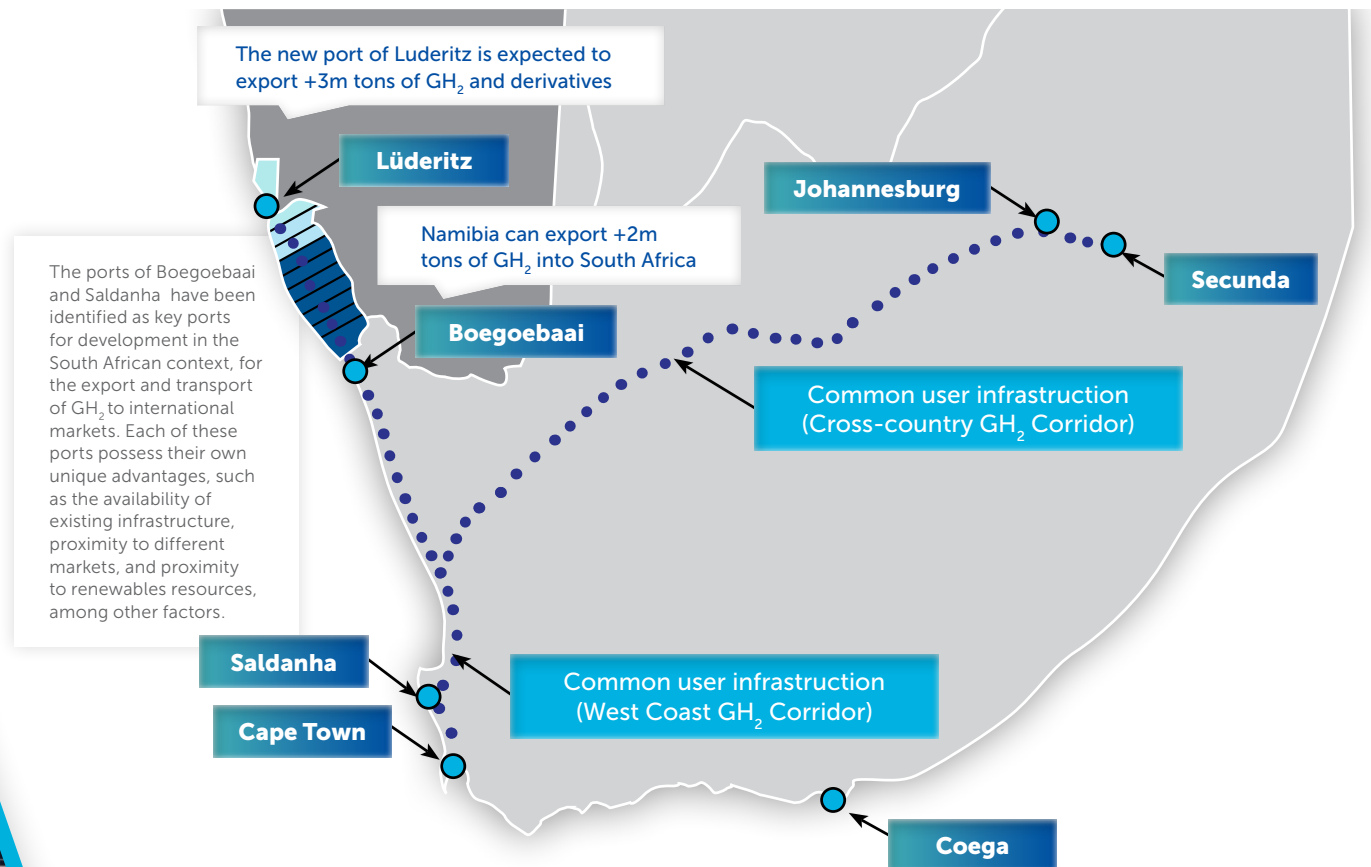 The new port of Luderitz is expected to
export +3m tons of GH₂ and derivatives
Lüderitz
Johannesburg
Namibia can export +2m
tons of GH₂ into South Africa
Secunda
Boegoebaai
The ports of Boegoebaai
and Saldanha have been
identified as key ports
for development in the
South African context, for
the export and transport
of GH₂ to international
markets. Each of these
ports possess their own
unique advantages, such
as the availability of
existing infrastructure,
proximity to different
markets, and proximity
to renewables resources,
among other factors.
Common user infrastruction
(Cross-country GH₂ Corridor)
Saldanha
Common user infrastruction
(West Coast GH₂ Corridor)
Cape Town
Coega